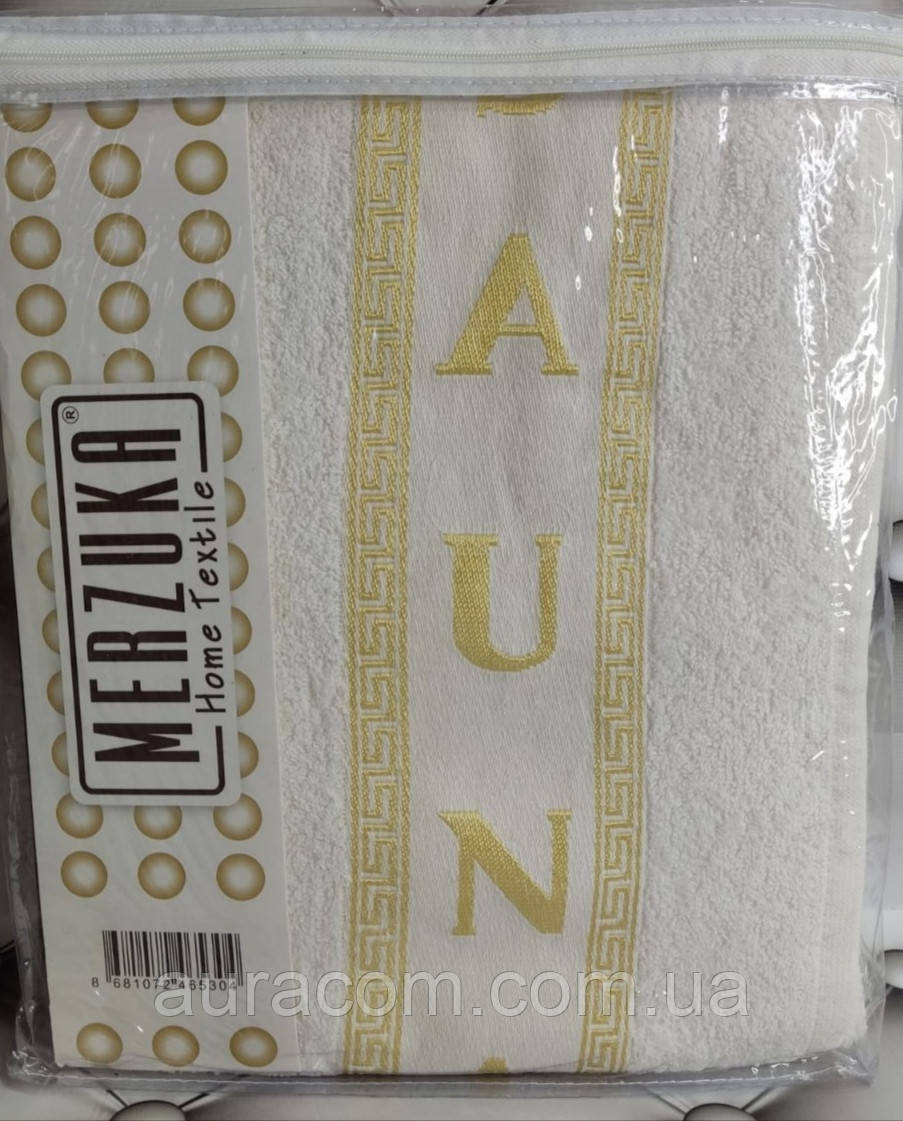 MERZUKA®
Home Textile
S
A
U
N
A
8 681072 465304
auracom.com.ua